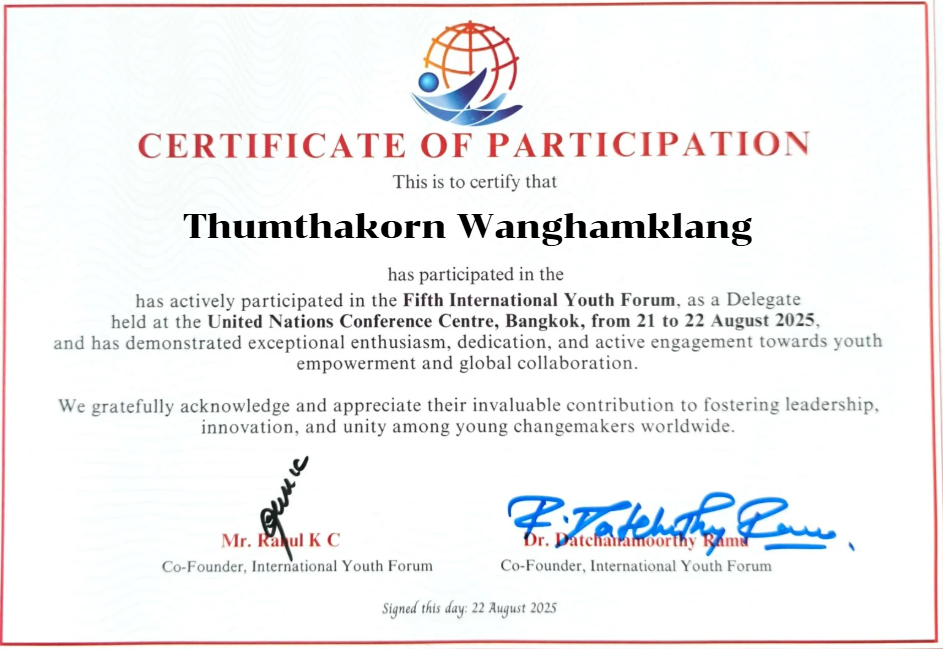 CERTIFICATE OF PARTICIPATION
This is to certify that
Thumthakorn Wanghamklang
has participated in the
has actively participated in the Fifth International Youth Forum, as a Delegate
held at the United Nations Conference Centre, Bangkok, from 21 to 22 August 2025,
and has demonstrated exceptional enthusiasm, dedication, and active engagement towards youth
empowerment and global collaboration.
We gratefully acknowledge and appreciate their invaluable contribution to fostering leadership,
innovation, and unity among young changemakers worldwide.
Mr. Rahul K C
Co-Founder, International Youth Forum
Dr. Datchanamoorthy Ramu
Co-Founder, International Youth Forum
Signed this day: 22 August 2025